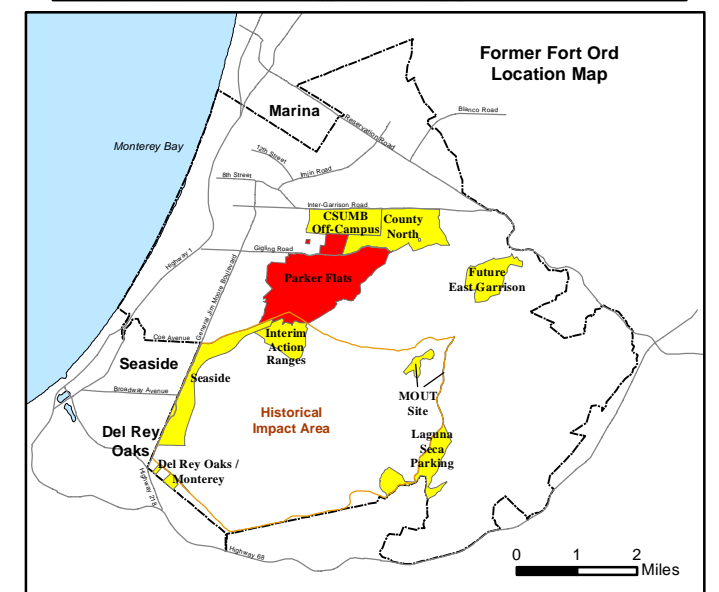 Former Fort Ord
Location Map
Marina
Blanco Road
Reservation Road
Monterey Bay
12th Street
Imjin Road
8th Street
Inter-Garrison Road
CSUMB
Off-Campus
County
North
Gigling Road
Highway 1
General Jim Moore Boulevard
Parker Flats
Future
East Garrison
Coe Avenue
Interim
Action
Ranges
Seaside
Seaside
Broadway Avenue
MOUT
Site
Historical
Impact Area
Del Rey
Oaks
Laguna
Seca
Parking
Del Rey Oaks /
Monterey
Highway 218
Highway 68
0 1 2
Miles